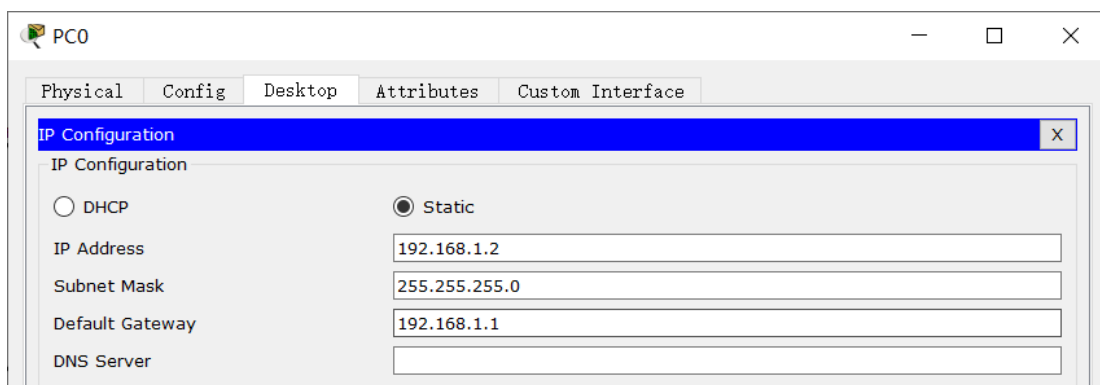 PC0
Physical Config Desktop Attributes Custom Interface
IP Configuration X
IP Configuration
DHCP Static
IP Address 192.168.1.2
Subnet Mask 255.255.255.0
Default Gateway 192.168.1.1
DNS Server